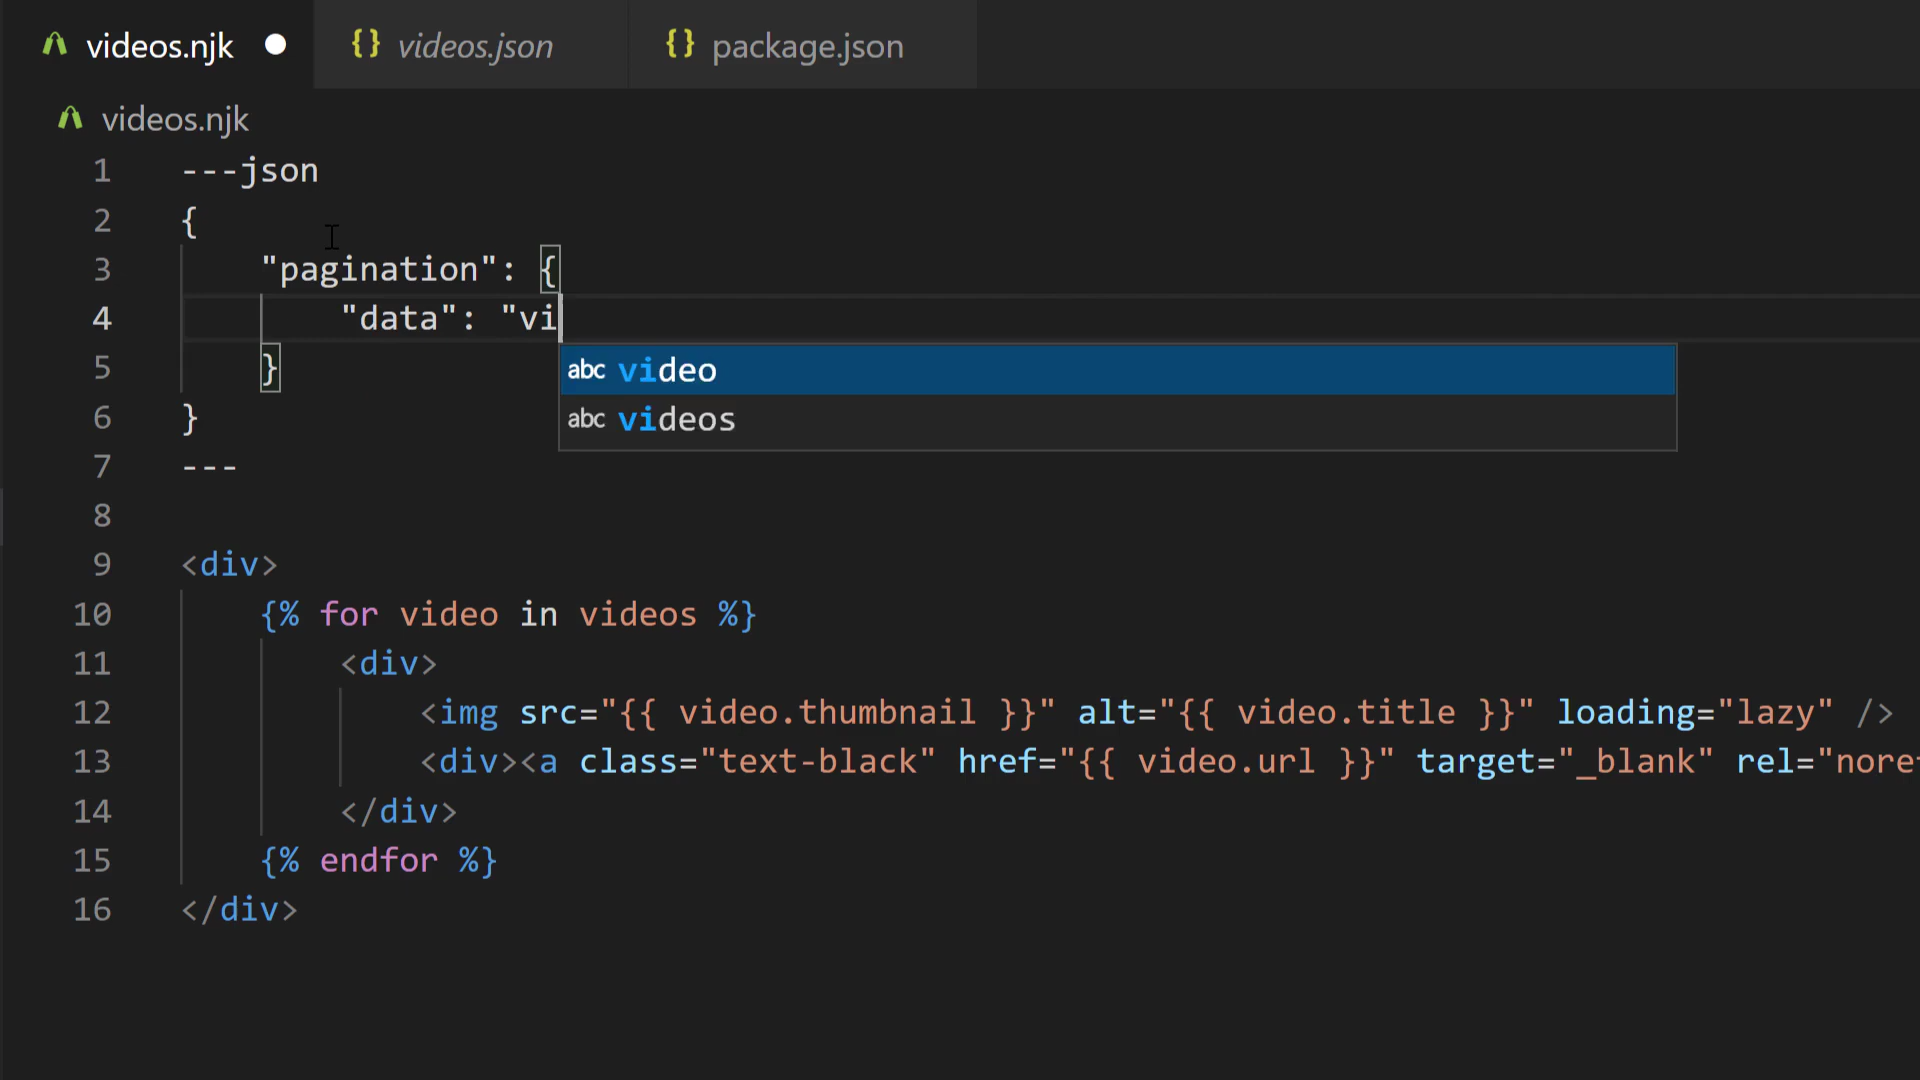 videos.njk
{} videos.json
{} package.json
videos.njk
1 ---json
2 {
3 "pagination": {
4 "data": "vi
5 }
6 }
7 ---
8
9 <div>
10 {% for video in videos %}
11 <div>
12 <img src="{{ video.thumbnail }}" alt="{{ video.title }}" loading="lazy" />
13 <div><a class="text-black" href="{{ video.url }}" target="_blank" rel="nore
14 </div>
15 {% endfor %}
16 </div>
abc video
abc videos